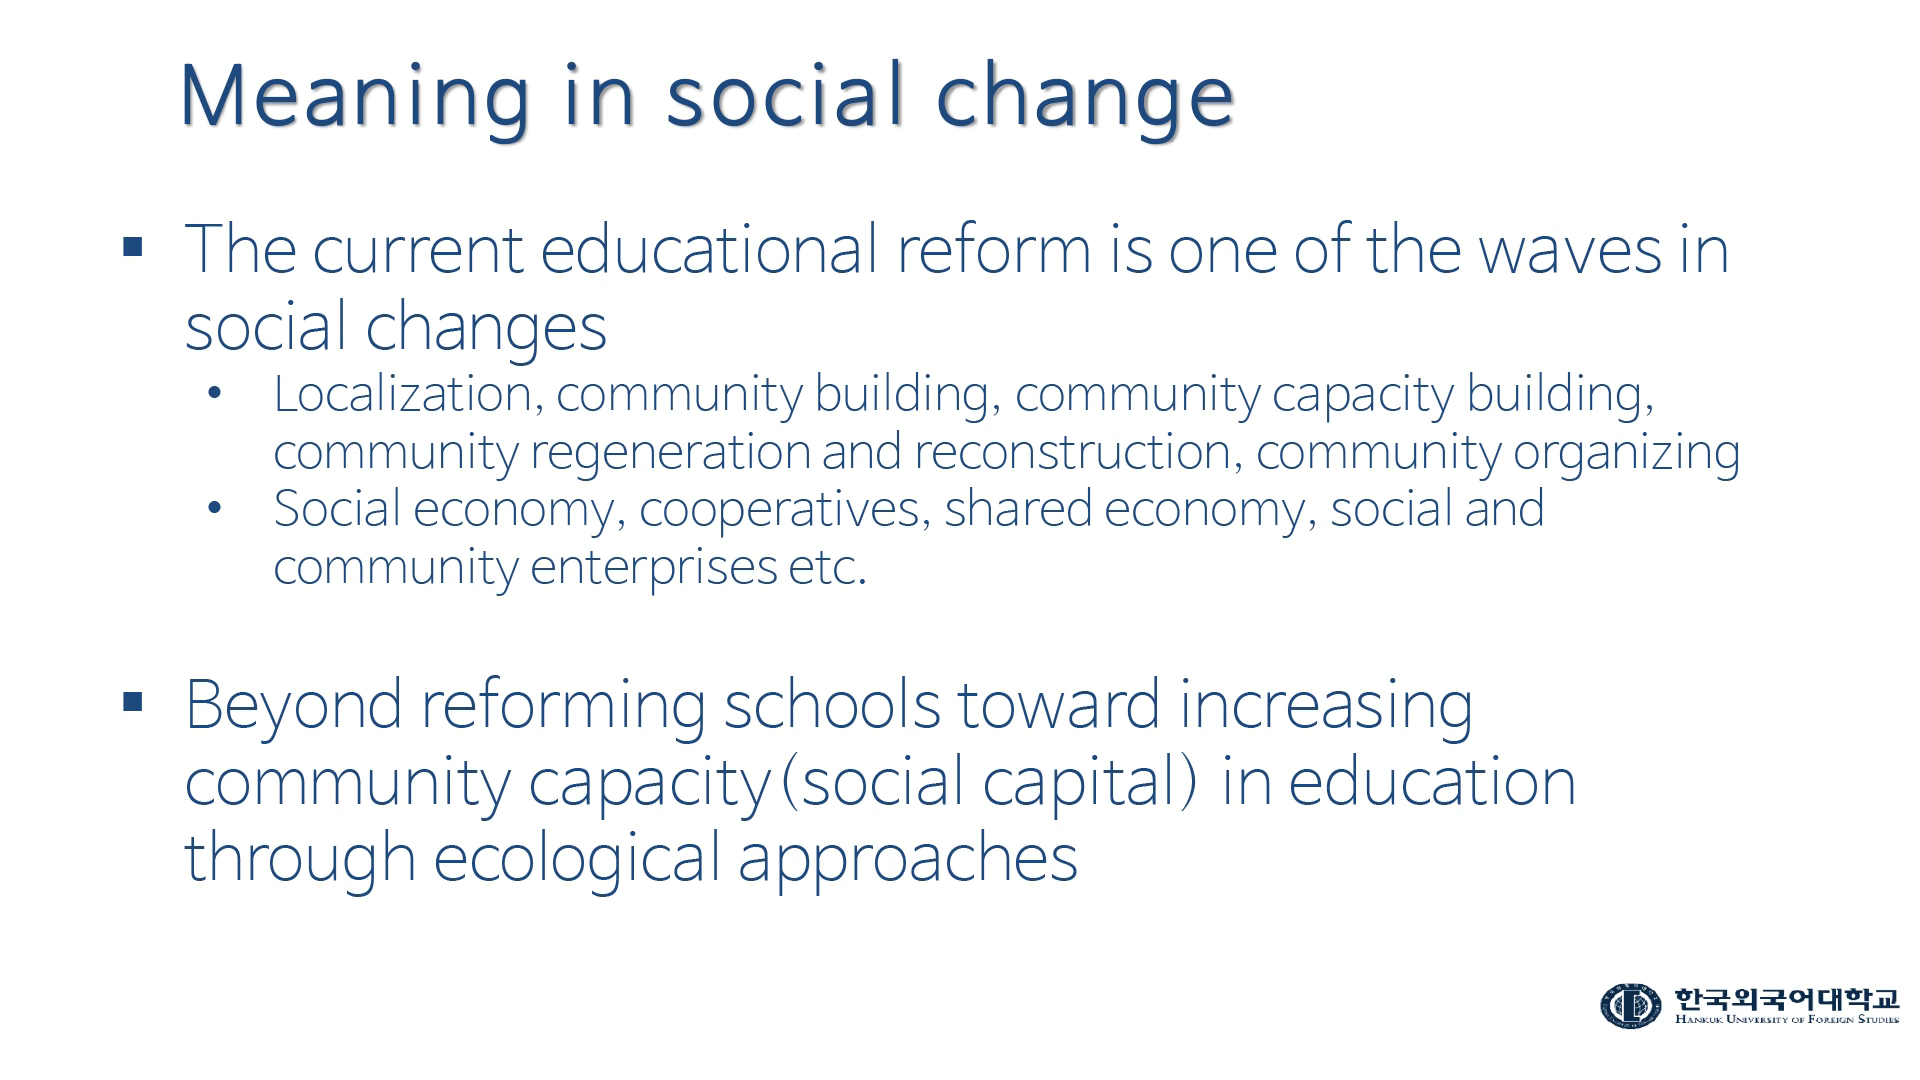 Meaning in social change
▪ The current educational reform is one of the waves in
social changes
• Localization, community building, community capacity building,
community regeneration and reconstruction, community organizing
• Social economy, cooperatives, shared economy, social and
community enterprises etc.
▪ Beyond reforming schools toward increasing
community capacity(social capital) in education
through ecological approaches
한국외국어대학교
HANKUK UNIVERSITY OF FOREIGN STUDIES